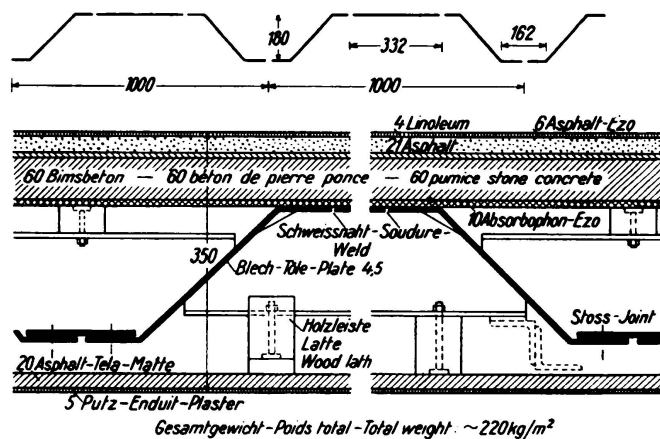 180
332
162
1000
1000
4 Linoleum
6 Asphalt-Ezo
21 Asphalt
60 Bimsbeton — 60 béton de pierre ponce — 60 pumice stone concrete
10 Absorbophon-Ezo
Schweissnaht-Soudure-
Weld
350
Blech-Tôle-Plate 4,5
Holzleiste
Latte
Wood lath
Stoss-Joint
20 Asphalt-Tela-Matte
5 Putz-Enduit-Plaster
Gesamtgewicht-Poids total-Total weight : ~220kg/m²